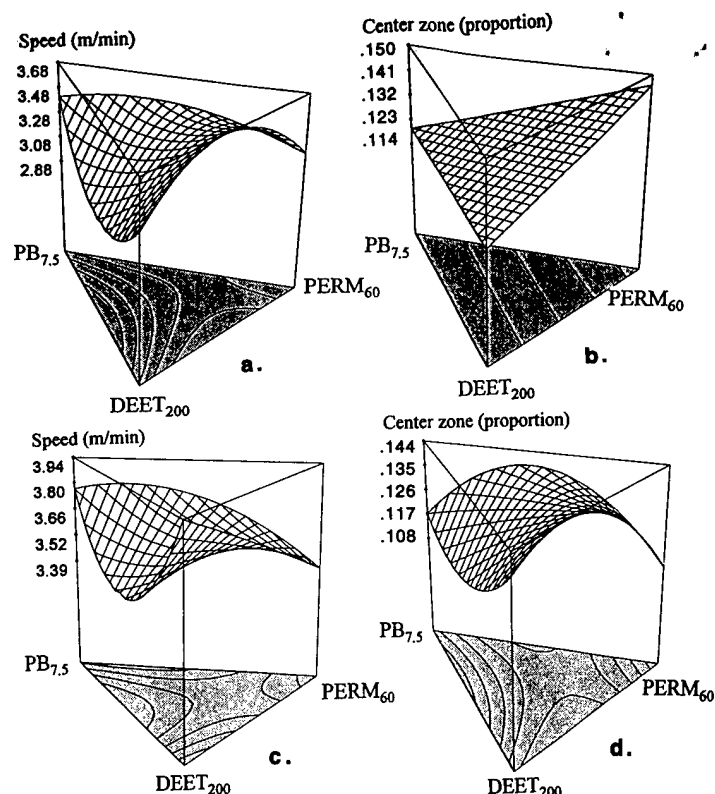 Speed (m/min)
3.68
3.48
3.28
3.08
2.88
PB7.5
PERM60
DEET200
a.
Center zone (proportion)
.150
.141
.132
.123
.114
PB7.5
PERM60
DEET200
b.
Speed (m/min)
3.94
3.80
3.66
3.52
3.39
PB7.5
PERM60
DEET200
c.
Center zone (proportion)
.144
.135
.126
.117
.108
PB7.5
PERM60
DEET200
d.